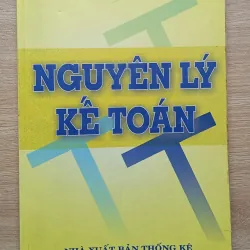 NGUYÊN LÝ
KẾ TOÁN
NHÀ XUẤT BẢN THỐNG KÊ